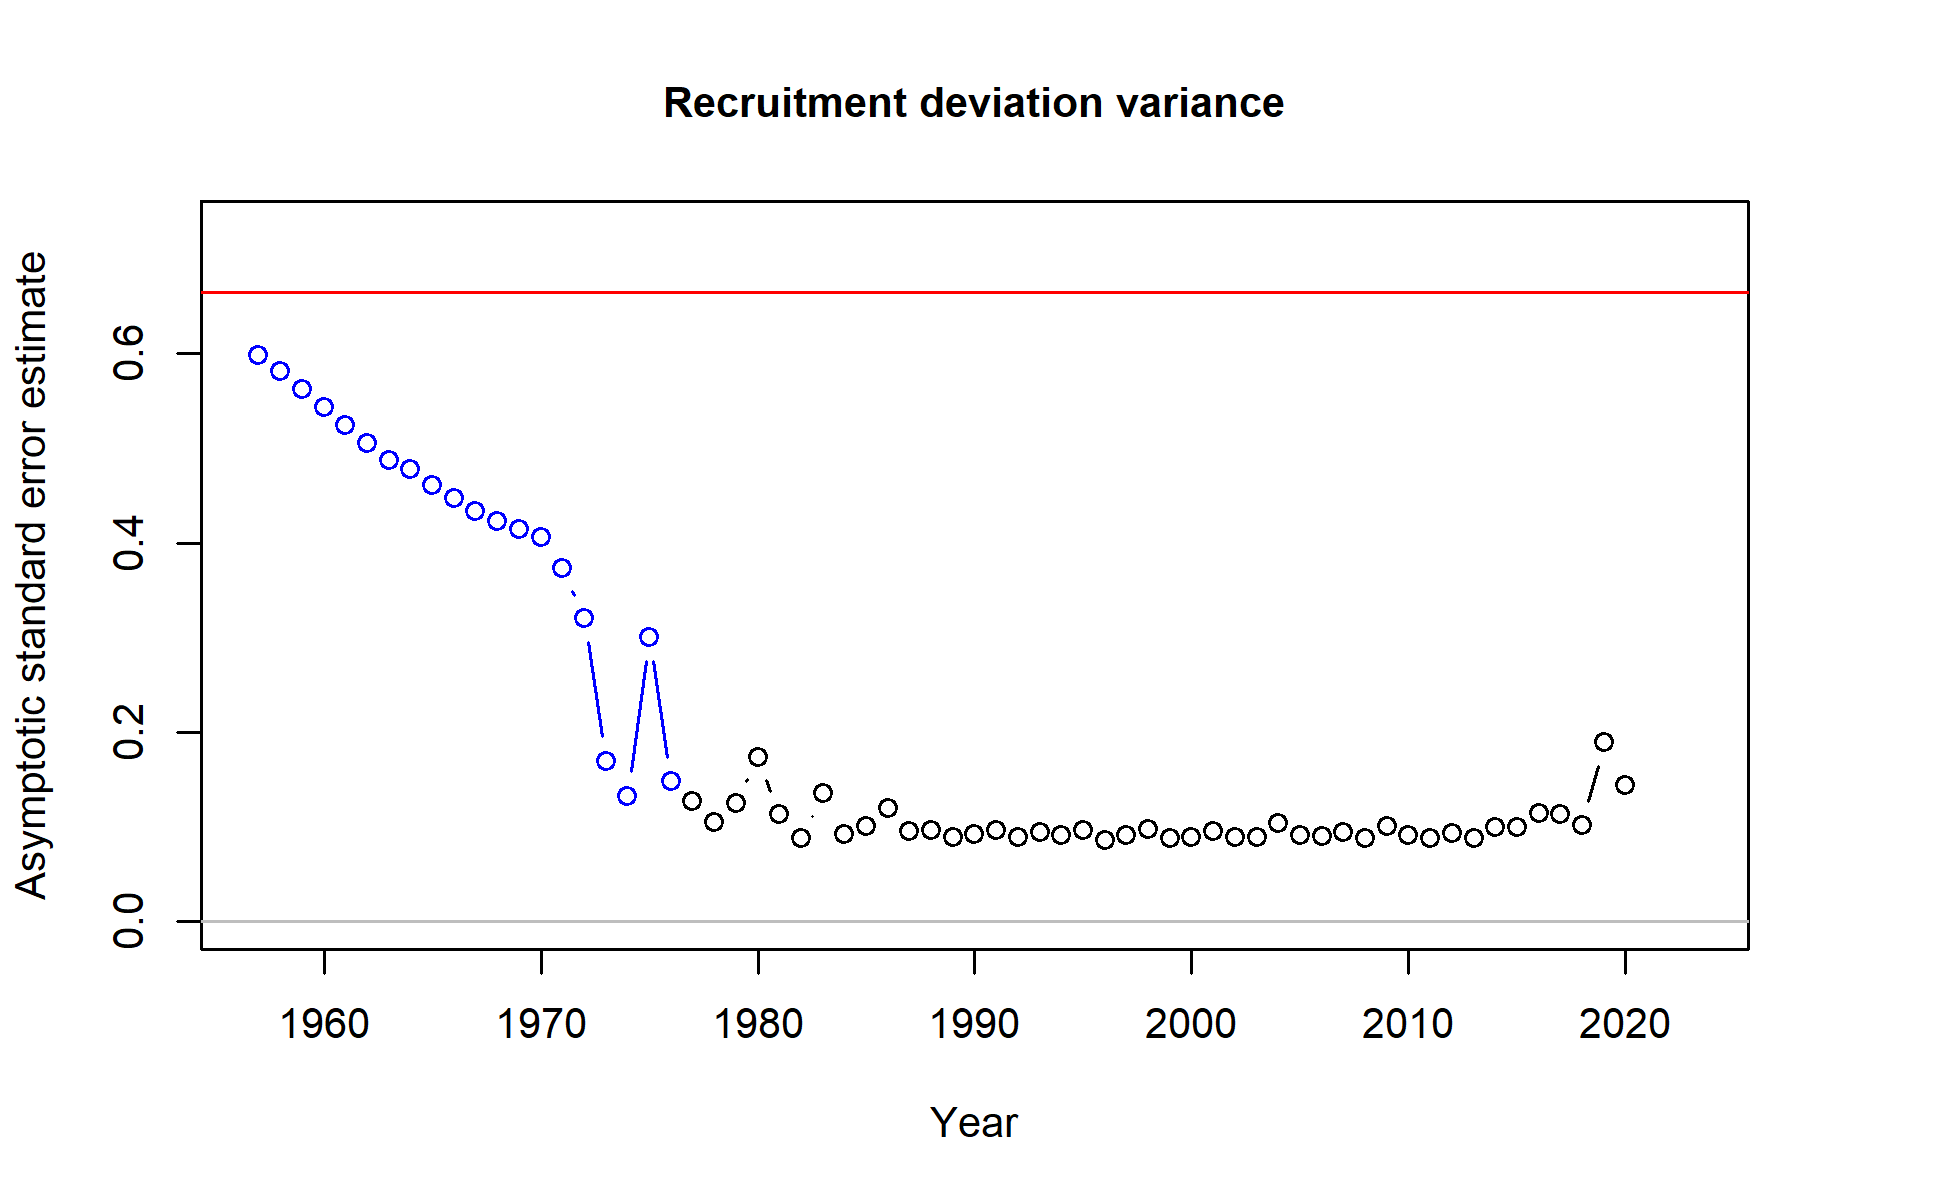 Recruitment deviation variance
Asymptotic standard error estimate
0.6
0.4
0.2
0.0
1960 1970 1980 1990 2000 2010 2020
Year